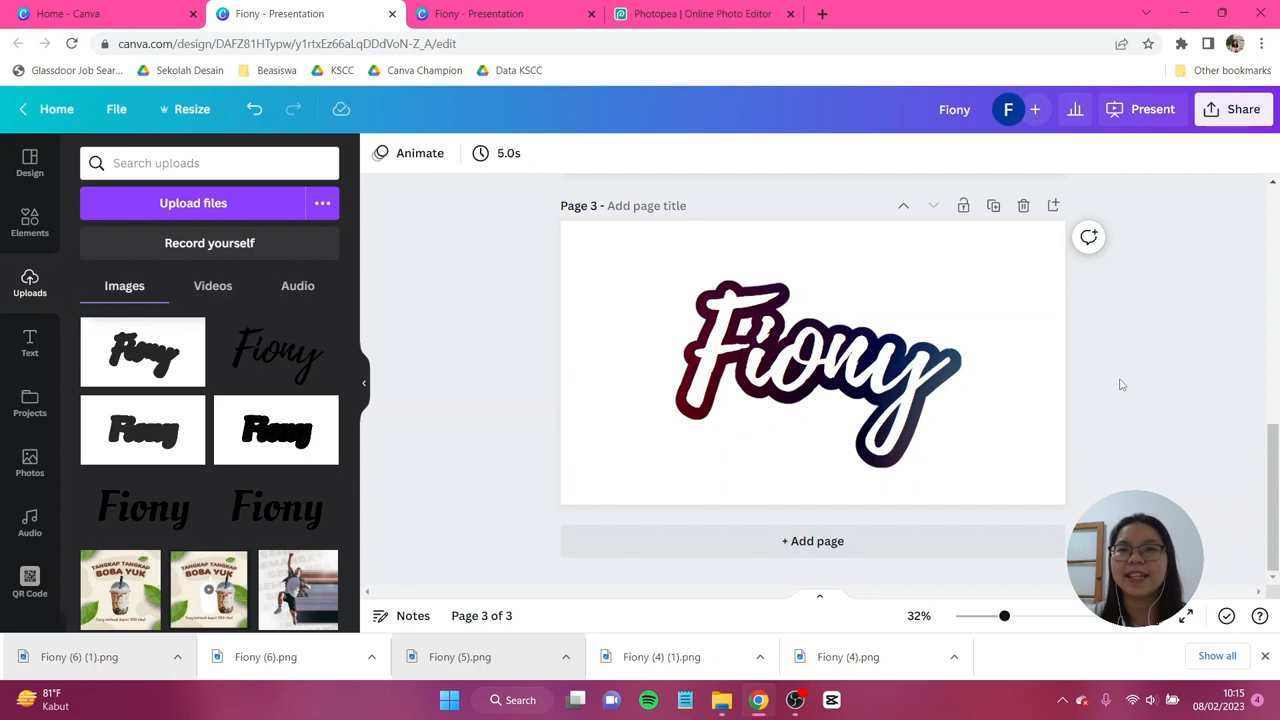 Home - Canva
Fiony - Presentation
Fiony - Presentation
Photopea | Online Photo Editor
canva.com/design/DAFZ81HTypw/y1rtxEz66aLqDDdVoN-Z_A/edit
Glassdoor Job Sear...
Sekolah Desain
Beasiswa
KSCC
Canva Champion
Data KSCC
Other bookmarks
Home
File
Resize
Fiony
F
Present
Share
Design
Elements
Uploads
Text
Projects
Photos
Audio
QR Code
Search uploads
Upload files
Record yourself
Images
Videos
Audio
Fiony
Fiony
Fiony
Fiony
Fiony
Fiony
TANGKAP TANGKAP
BOBA YUK
TANGKAP TANGKAP
BOBA YUK
Animate
5.0s
Page 3 - Add page title
Fiony
+ Add page
Notes
Page 3 of 3
32%
Fiony (6) (1).png
Fiony (6).png
Fiony (5).png
Fiony (4) (1).png
Fiony (4).png
Show all
81°F
Kabut
Search
10:15
08/02/2023
4